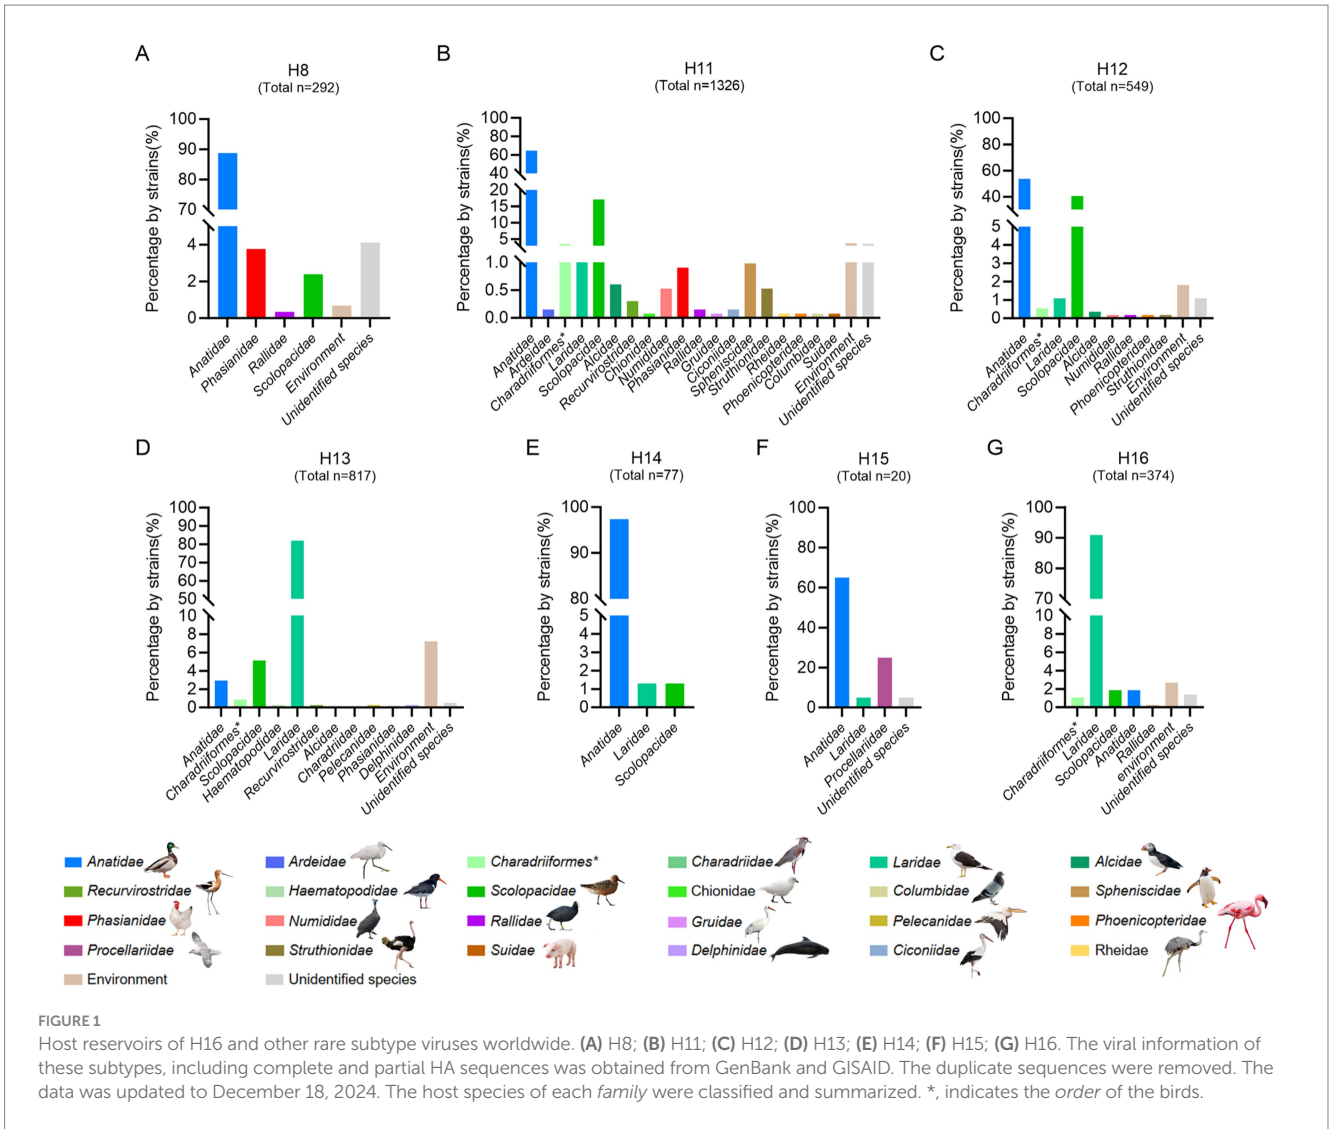 A
H8
(Total n=292)
Percentage by strains(%)
100
90
80
70
4
2
0
Anatidae
Phasianidae
Rallidae
Scolopacidae
Environment
Unidentified species
B
H11
(Total n=1326)
Percentage by strains(%)
100
80
60
40
20
15
10
5
1.0
0.5
0.0
Anatidae
Ardeidae
Charadriiformes*
Laridae
Scolopacidae
Alcidae
Recurvirostridae
Chionidae
Numididae
Phasianidae
Rallidae
Gruidae
Ciconiidae
Spheniscidae
Struthionidae
Rheidae
Phoenicopteridae
Columbidae
Suidae
Environment
Unidentified species
C
H12
(Total n=549)
Percentage by strains(%)
100
80
60
40
5
4
3
2
1
0
Anatidae
Charadriiformes*
Laridae
Scolopacidae
Alcidae
Numididae
Rallidae
Phoenicopteridae
Struthionidae
Environment
Unidentified species
D
H13
(Total n=817)
Percentage by strains(%)
100
90
80
70
60
50
10
8
6
4
2
0
Anatidae
Charadriiformes*
Scolopacidae
Haematopodidae
Laridae
Recurvirostridae
Alcidae
Charadriidae
Pelecanidae
Phasianidae
Delphinidae
Environment
Unidentified species
E
H14
(Total n=77)
Percentage by strains(%)
100
90
80
5
4
3
2
1
0
Anatidae
Laridae
Scolopacidae
F
H15
(Total n=20)
Percentage by strains(%)
100
80
60
40
20
0
Anatidae
Laridae
Procellariidae
Unidentified species
G
H16
(Total n=374)
Percentage by strains(%)
100
90
80
70
10
8
6
4
2
0
Charadriiformes*
Laridae
Scolopacidae
Anatidae
Rallidae
environment
Unidentified species
Anatidae Ardeidae Charadriiformes* Charadriidae Laridae Alcidae
Recurvirostridae Haematopodidae Scolopacidae Chionidae Columbidae Spheniscidae
Phasianidae Numididae Rallidae Gruidae Pelecanidae Phoenicopteridae
Procellariidae Struthionidae Suidae Delphinidae Ciconiidae Rheidae
Environment Unidentified species
FIGURE 1
Host reservoirs of H16 and other rare subtype viruses worldwide. (A) H8; (B) H11; (C) H12; (D) H13; (E) H14; (F) H15; (G) H16. The viral information of
these subtypes, including complete and partial HA sequences was obtained from GenBank and GISAID. The duplicate sequences were removed. The
data was updated to December 18, 2024. The host species of each family were classified and summarized. *, indicates the order of the birds.